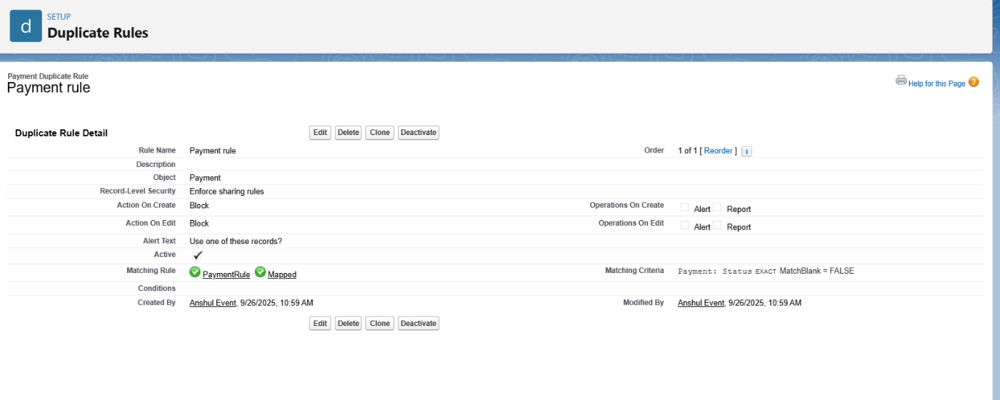 d
SETUP
Duplicate Rules
Payment Duplicate Rule
Payment rule
Help for this Page ?
Duplicate Rule Detail Edit Delete Clone Deactivate
Rule Name Payment rule Order 1 of 1 [ Reorder ] i
Description
Object Payment
Record-Level Security Enforce sharing rules
Action On Create Block Operations On Create Alert Report
Action On Edit Block Operations On Edit Alert Report
Alert Text Use one of these records?
Active
Matching Rule PaymentRule Mapped Matching Criteria Payment: Status EXACT MatchBlank = FALSE
Conditions
Created By Anshul Event, 9/26/2025, 10:59 AM Modified By Anshul Event, 9/26/2025, 10:59 AM
Edit Delete Clone Deactivate